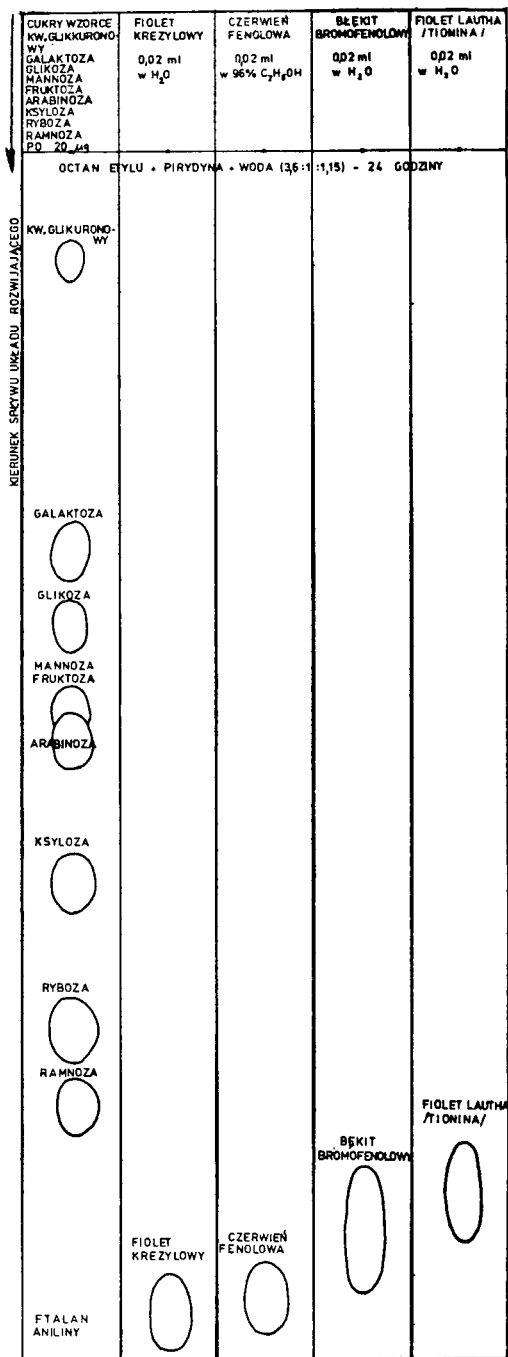 CUKRY WZORCE
KW. GLIKKURONO-
WY
GALAKTOZA
GLIKOZA
MANNOZA
FRUKTOZA
ARABINOZA
KSYLOZA
RYBOZA
RAMNOZA
PO 20 µg
FIOLET
KREZYLOWY
0,02 ml
w H₂O
CZERWIEŃ
FENGLOWA
0,02 ml
w 96% C₂H₅OH
BŁĘKIT
BROMOFENOLOWY
0,02 ml
w H₂O
FIOLET LAUTHA
/TIONINA/
0,02 ml
w H₂O
OCTAN ETYLU + PIRYDYNA + WODA (3,6:1:1,15) - 24 GODZINY
KIERUNEK SPŁYWU UKŁADU ROZWIJAJĄCEGO
KW. GLIKURONO-
WY
GALAKTOZA
GLIKOZA
MANNOZA
FRUKTOZA
ARABINOZA
KSYLOZA
RYBOZA
RAMNOZA
FIOLET LAUTHA
/TIONINA/
BĘKIT
BROMOFENOLOWY
FIOLET
KREZYLOWY
CZERWIEŃ
FENOLOWA
FTALAN
ANILINY